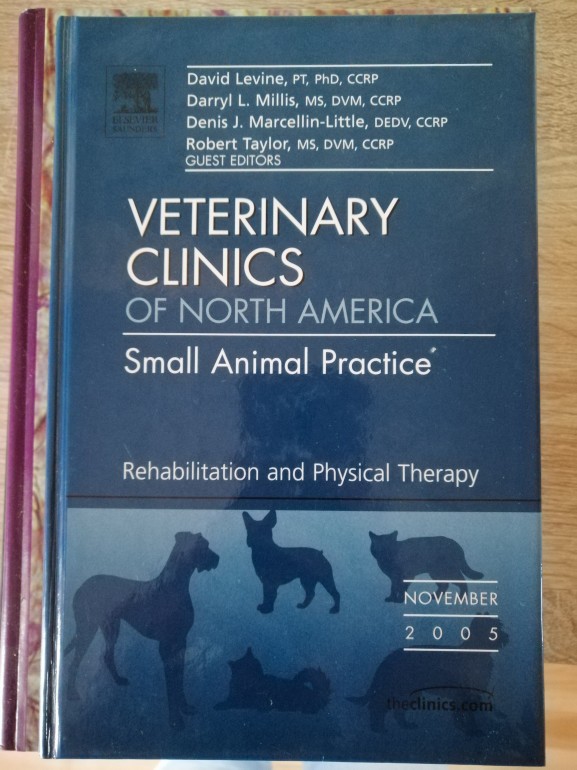 David Levine, PT, PhD, CCRP
Darryl L. Millis, MS, DVM, CCRP
Denis J. Marcellin-Little, DEDV, CCRP
Robert Taylor, MS, DVM, CCRP
GUEST EDITORS
ELSEVIER
SAUNDERS
VETERINARY
CLINICS
OF NORTH AMERICA
Small Animal Practice
Rehabilitation and Physical Therapy
NOVEMBER
2005
theclinics.com